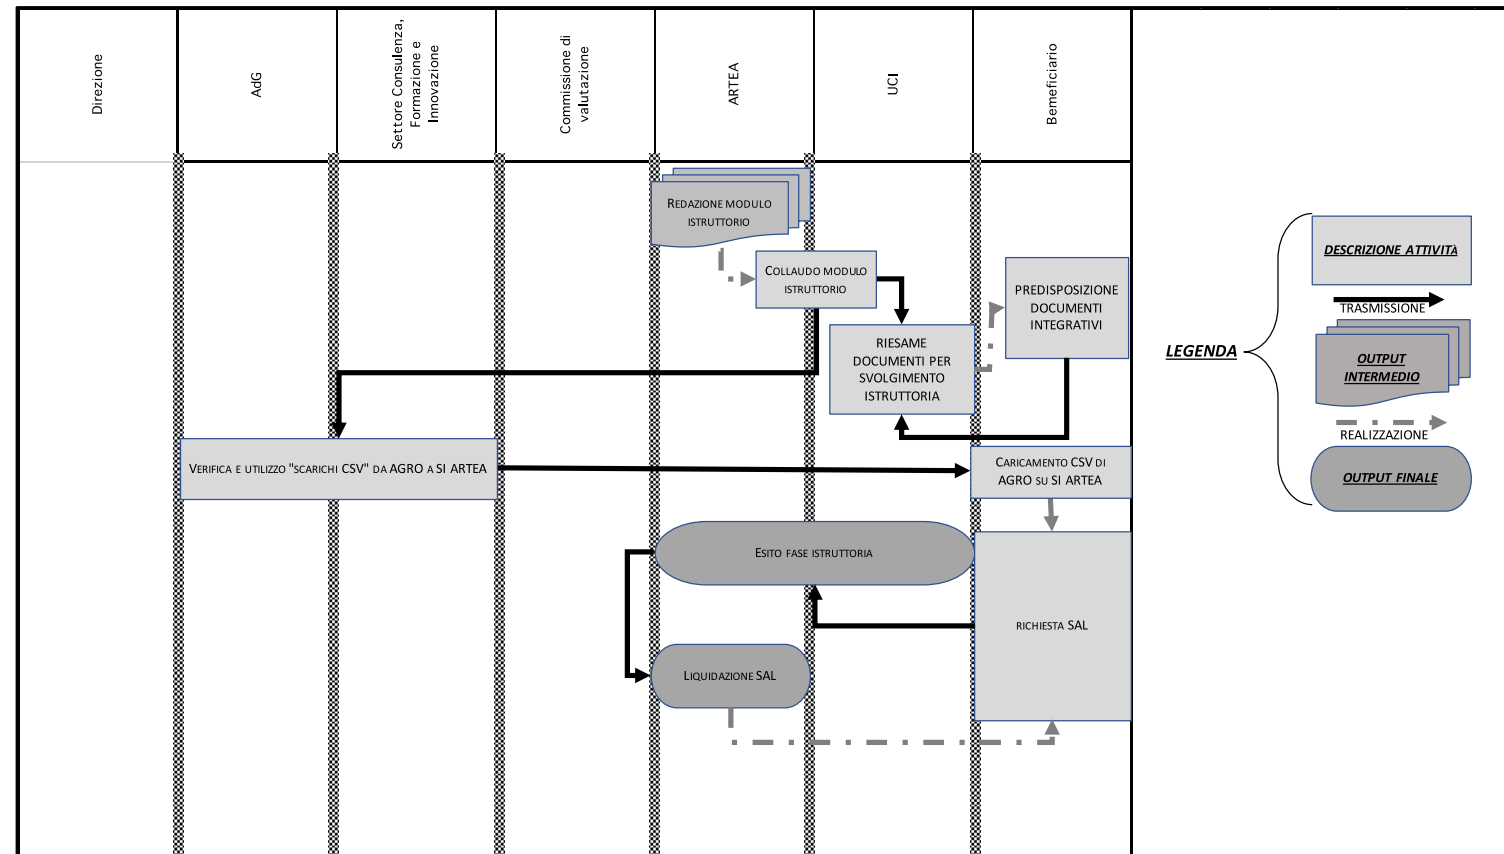 Direzione
AdG
Settore Consulenza,
Formazione e
Innovazione
Commissione di
valutazione
ARTEA
UCI
Bemeficiario
REDAZIONE MODULO
ISTRUTTORIO
COLLAUDO MODULO
ISTRUTTORIO
PREDISPOSIZIONE
DOCUMENTI
INTEGRATIVI
RIESAME
DOCUMENTI PER
SVOLGIMENTO
ISTRUTTORIA
VERIFICA E UTILIZZO "SCARICHI CSV" DA AGRO A SI ARTEA
CARICAMENTO CSV DI
AGRO SU SI ARTEA
ESITO FASE ISTRUTTORIA
RICHIESTA SAL
LIQUIDAZIONE SAL
LEGENDA
DESCRIZIONE ATTIVITÀ
TRASMISSIONE
OUTPUT
INTERMEDIO
REALIZZAZIONE
OUTPUT FINALE